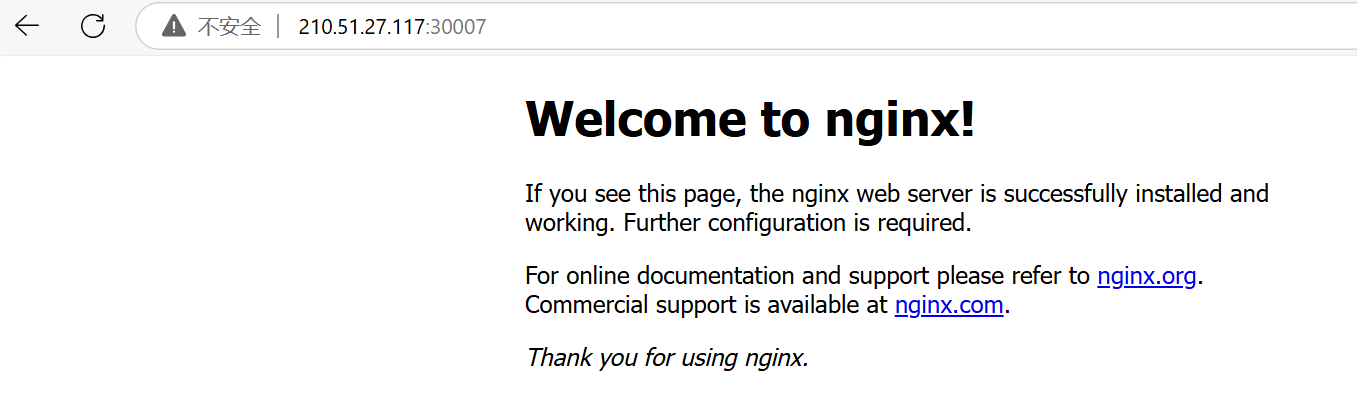 不安全 210.51.27.117:30007
Welcome to nginx!
If you see this page, the nginx web server is successfully installed and
working. Further configuration is required.
For online documentation and support please refer to nginx.org.
Commercial support is available at nginx.com.
Thank you for using nginx.